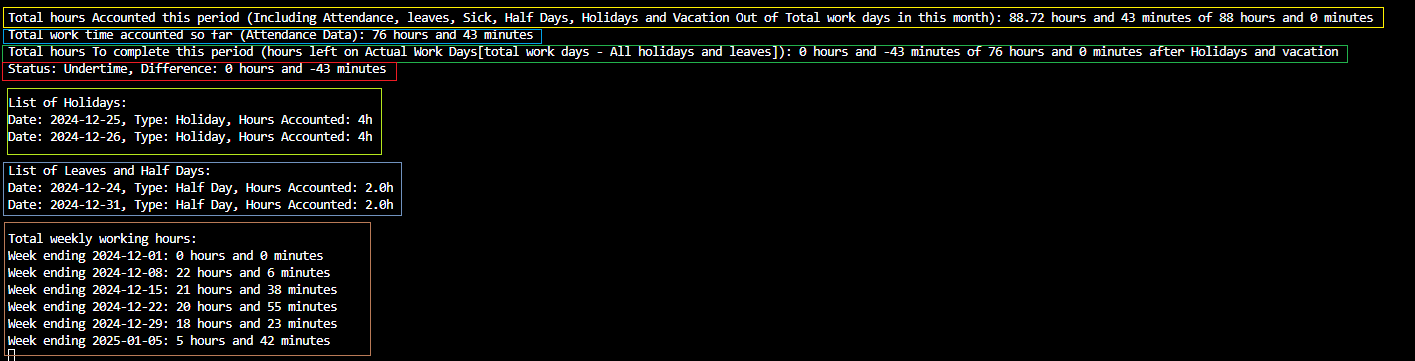 Total hours Accounted this period (Including Attendance, leaves, Sick, Half Days, Holidays and Vacation Out of Total work days in this month): 88.72 hours and 43 minutes of 88 hours and 0 minutes
Total work time accounted so far (Attendance Data): 76 hours and 43 minutes
Total hours To complete this period (hours left on Actual Work Days[total work days - All holidays and leaves]): 0 hours and -43 minutes of 76 hours and 0 minutes after Holidays and vacation
Status: Undertime, Difference: 0 hours and -43 minutes
List of Holidays:
Date: 2024-12-25, Type: Holiday, Hours Accounted: 4h
Date: 2024-12-26, Type: Holiday, Hours Accounted: 4h
List of Leaves and Half Days:
Date: 2024-12-24, Type: Half Day, Hours Accounted: 2.0h
Date: 2024-12-31, Type: Half Day, Hours Accounted: 2.0h
Total weekly working hours:
Week ending 2024-12-01: 0 hours and 0 minutes
Week ending 2024-12-08: 22 hours and 6 minutes
Week ending 2024-12-15: 21 hours and 38 minutes
Week ending 2024-12-22: 20 hours and 55 minutes
Week ending 2024-12-29: 18 hours and 23 minutes
Week ending 2025-01-05: 5 hours and 42 minutes